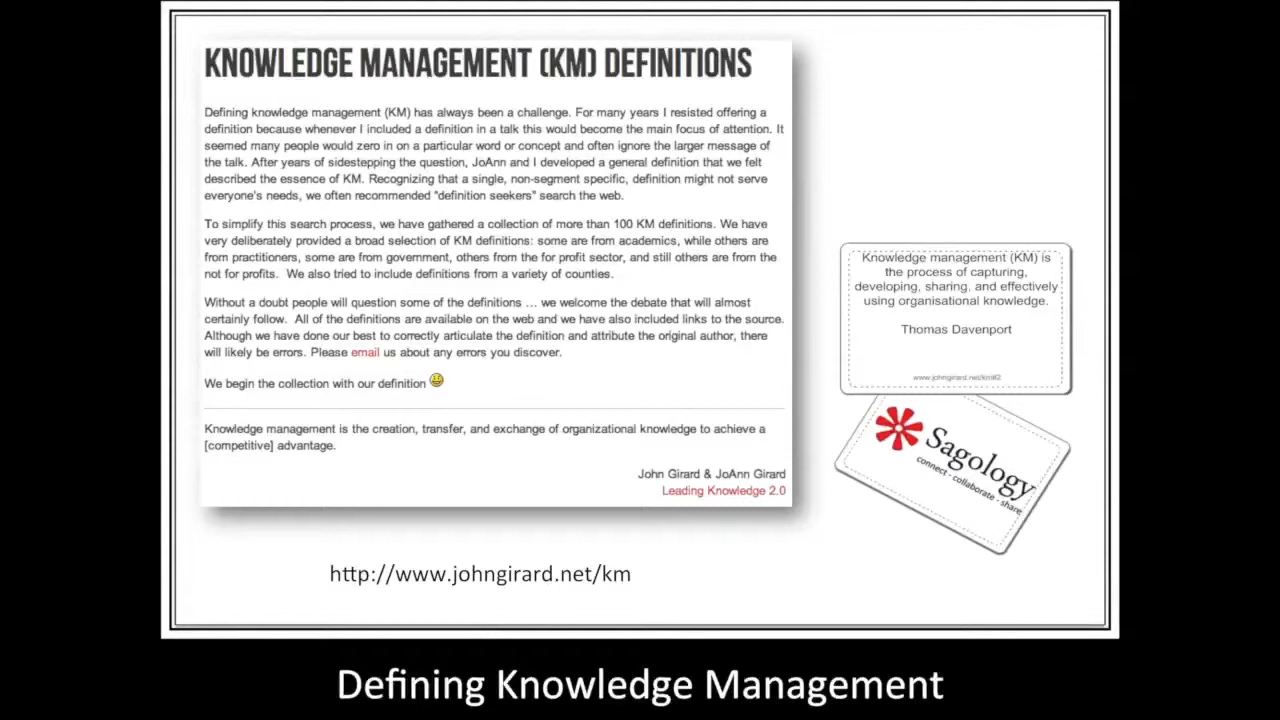 KNOWLEDGE MANAGEMENT (KM) DEFINITIONS
Defining knowledge management (KM) has always been a challenge. For many years I resisted offering a
definition because whenever I included a definition in a talk this would become the main focus of attention. It
seemed many people would zero in on a particular word or concept and often ignore the larger message of
the talk. After years of sidestepping the question, JoAnn and I developed a general definition that we felt
described the essence of KM. Recognizing that a single, non-segment specific, definition might not serve
everyone's needs, we often recommended "definition seekers" search the web.
To simplify this search process, we have gathered a collection of more than 100 KM definitions. We have
very deliberately provided a broad selection of KM definitions: some are from academics, while others are
from practitioners, some are from government, others from the for profit sector, and still others are from the
not for profits. We also tried to include definitions from a variety of counties.
Without a doubt people will question some of the definitions ... we welcome the debate that will almost
certainly follow. All of the definitions are available on the web and we have also included links to the source.
Although we have done our best to correctly articulate the definition and attribute the original author, there
will likely be errors. Please email us about any errors you discover.
We begin the collection with our definition
Knowledge management is the creation, transfer, and exchange of organizational knowledge to achieve a
[competitive] advantage.
John Girard & JoAnn Girard
Leading Knowledge 2.0
Knowledge management (KM) is
the process of capturing,
developing, sharing, and effectively
using organisational knowledge.
Thomas Davenport
www.johngirard.net/km#2
Sagology
connect - collaborate - share
http://www.johngirard.net/km
Defining Knowledge Management